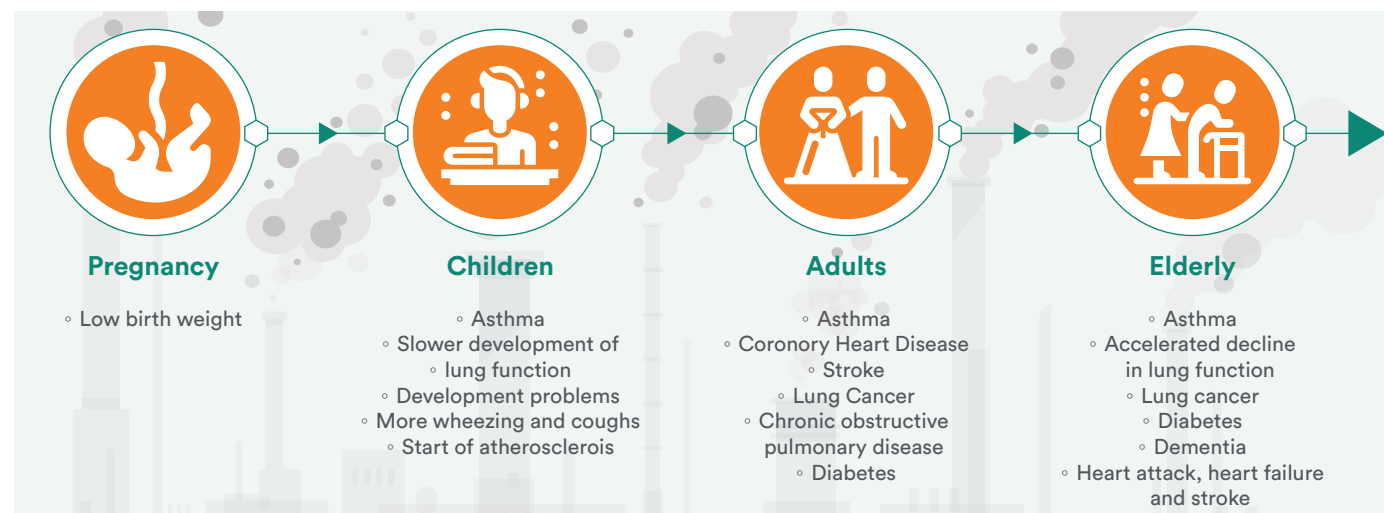 Pregnancy
◦ Low birth weight
Children
◦ Asthma
◦ Slower development of
◦ lung function
◦ Development problems
◦ More wheezing and coughs
◦ Start of atherosclerois
Adults
◦ Asthma
◦ Coronory Heart Disease
◦ Stroke
◦ Lung Cancer
◦ Chronic obstructive
pulmonary disease
◦ Diabetes
Elderly
◦ Asthma
◦ Accelerated decline
in lung function
◦ Lung cancer
◦ Diabetes
◦ Dementia
◦ Heart attack, heart failure
and stroke